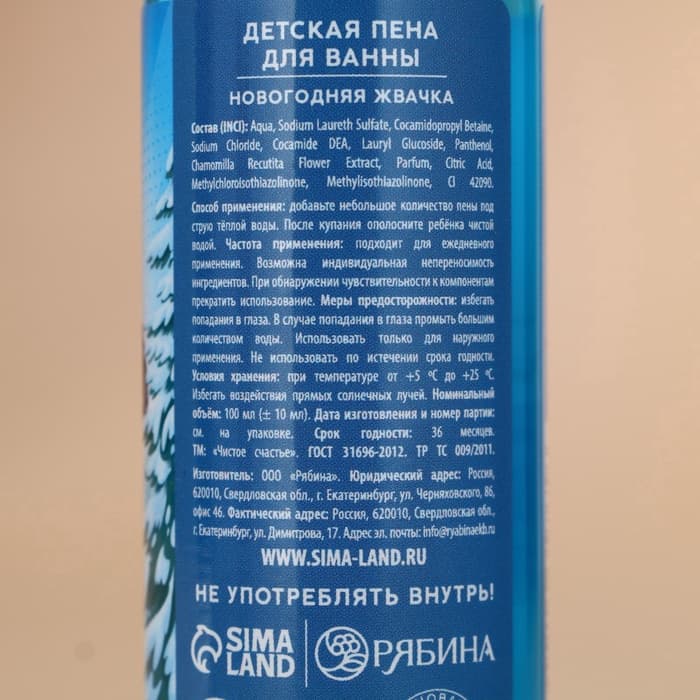 ДЕТСКАЯ ПЕНА
ДЛЯ ВАННЫ
НОВОГОДНЯЯ ЖВАЧКА
Состав (INCI): Aqua, Sodium Laureth Sulfate, Cocamidopropyl Betaine,
Sodium Chloride, Cocamide DEA, Lauryl Glucoside, Panthenol,
Chamomilla Recutita Flower Extract, Parfum, Citric Acid,
Methylchloroisothiazolinone, Methylisothiazolinone, CI 42090.
Способ применения: добавьте небольшое количество пены под
струю тёплой воды. После купания ополосните ребёнка чистой
водой. Частота применения: подходит для ежедневного
применения. Возможна индивидуальная непереносимость
ингредиентов. При обнаружении чувствительности к компонентам
прекратить использование. Меры предосторожности: избегать
попадания в глаза. В случае попадания в глаза промыть большим
количеством воды. Использовать только для наружного
применения. Не использовать по истечении срока годности.
Условия хранения: при температуре от +5 °C до +25 °C.
Избегать воздействия прямых солнечных лучей. Номинальный
объём: 100 мл (± 10 мл). Дата изготовления и номер партии:
см. на упаковке. Срок годности: 36 месяцев.
ТМ: «Чистое счастье». ГОСТ 31696-2012. ТР ТС 009/2011.
Изготовитель: ООО «Рябина». Юридический адрес: Россия,
620010, Свердловская обл., г. Екатеринбург, ул. Черняховского, 86,
офис 46. Фактический адрес: Россия, 620010, Свердловская обл.,
г. Екатеринбург, ул. Димитрова, 17. Адрес эл. почты: info@ryabinaekb.ru
WWW.SIMA-LAND.RU
НЕ УПОТРЕБЛЯТЬ ВНУТРЬ!
SIMA LAND РЯБИНА